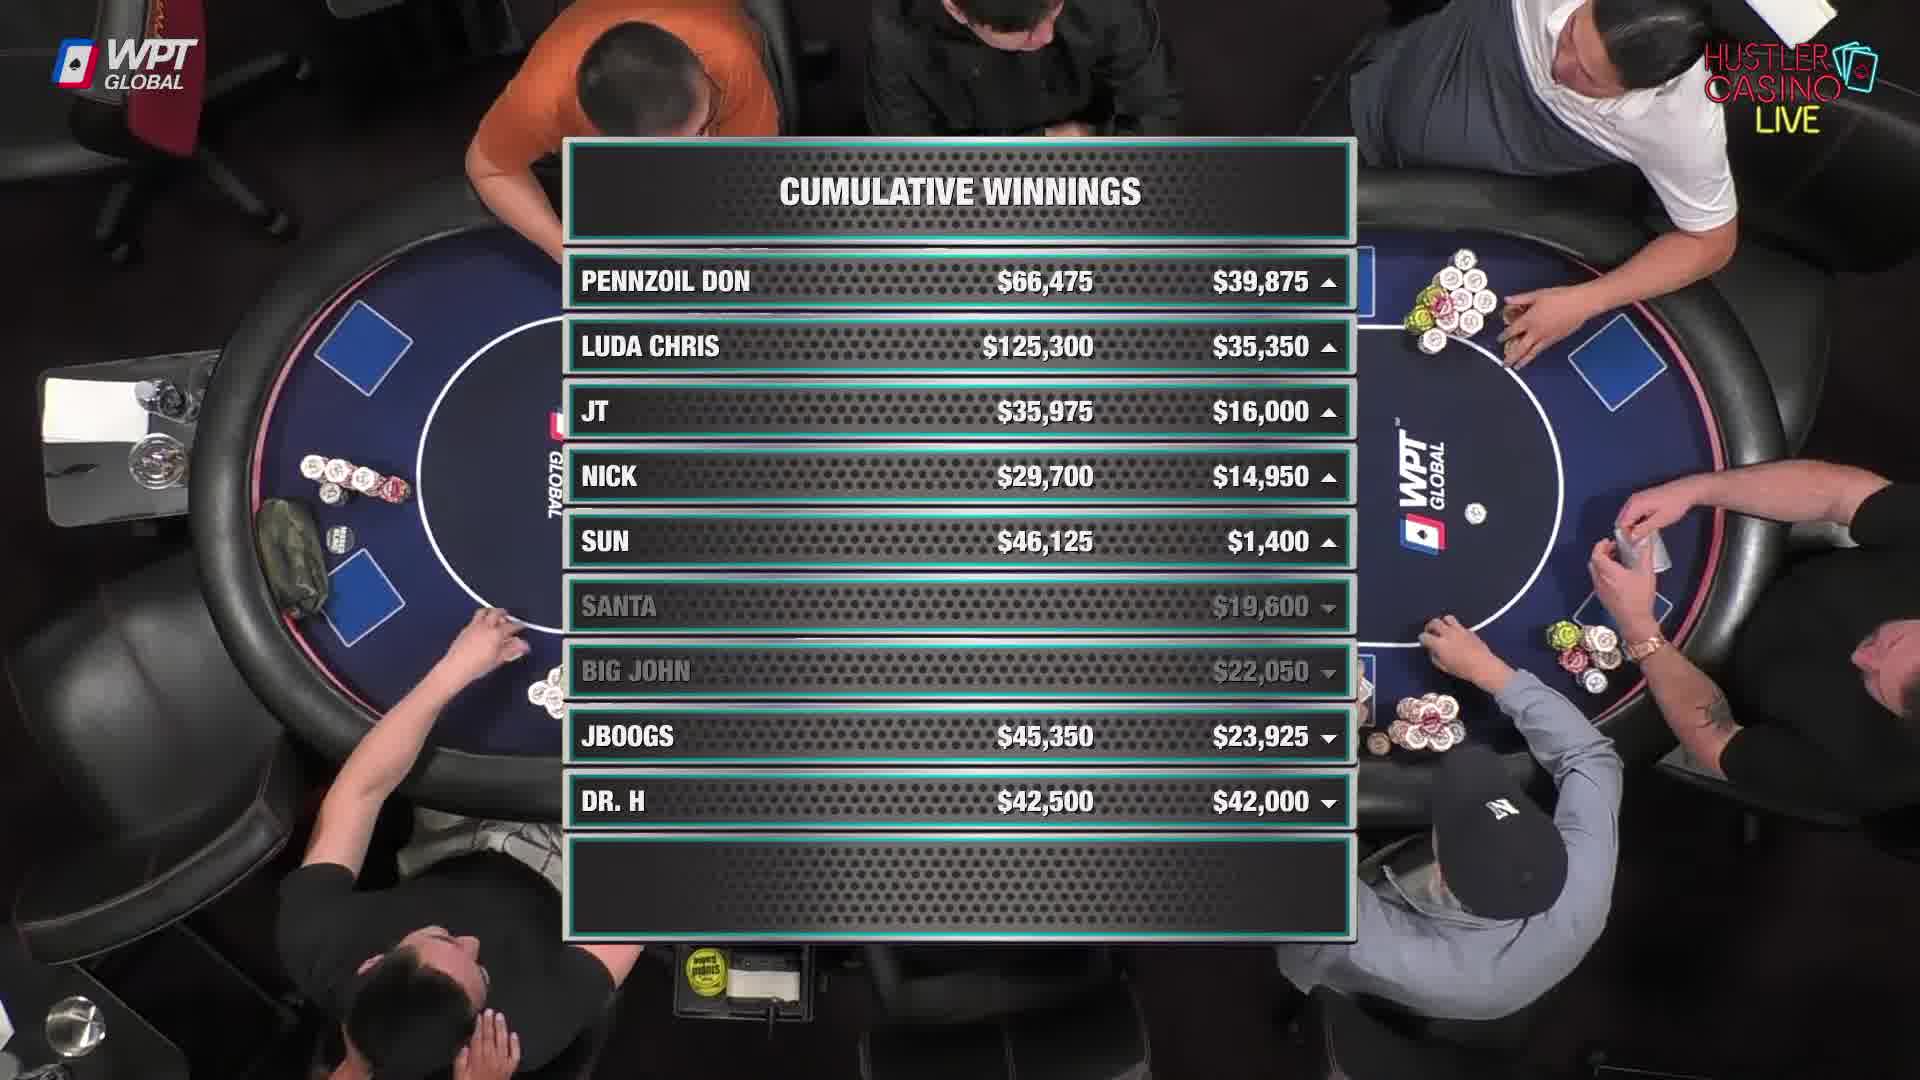 WPT
GLOBAL
HUSTLER
CASINO
LIVE
CUMULATIVE WINNINGS
PENNZOIL DON $66,475 $39,875
LUDA CHRIS $125,300 $35,350
JT $35,975 $16,000
NICK $29,700 $14,950
SUN $46,125 $1,400
SANTA $19,600
BIG JOHN $22,050
JBOOGS $45,350 $23,925
DR. H $42,500 $42,000
GLOBAL
WPT
GLOBAL
N